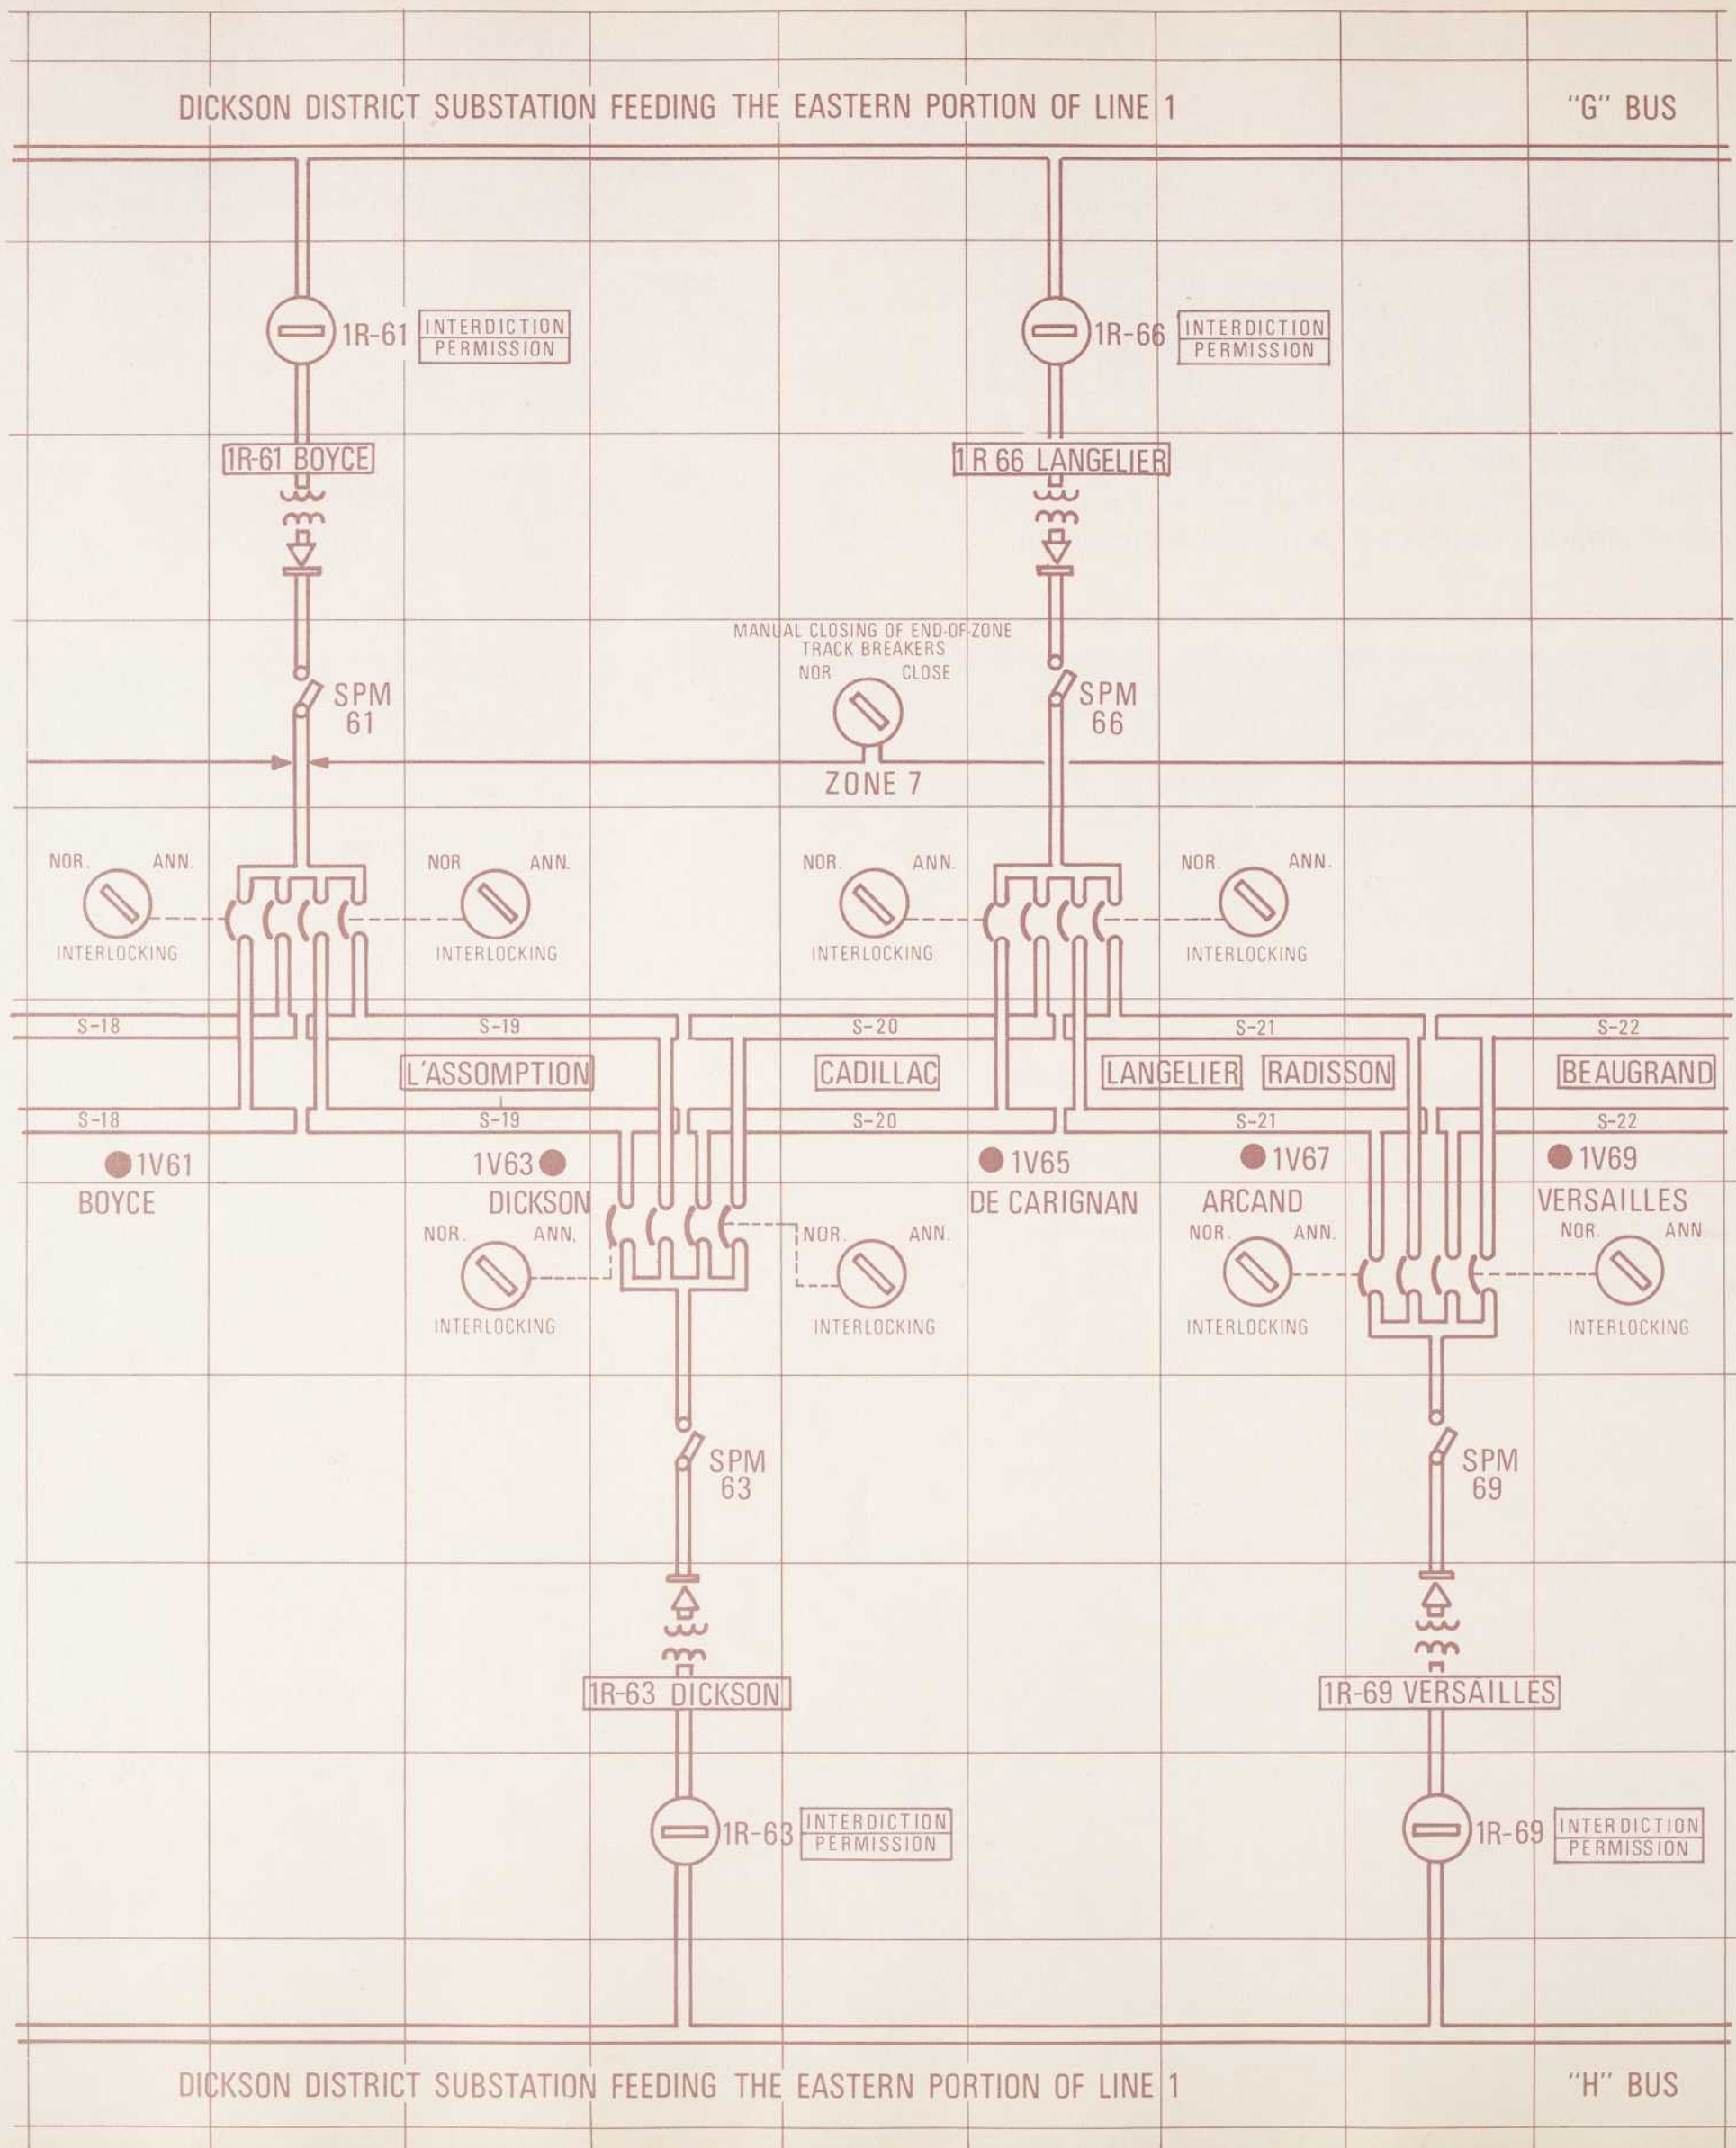 DICKSON DISTRICT SUBSTATION FEEDING THE EASTERN PORTION OF LINE 1 "G" BUS
1R-61 INTERDICTION
PERMISSION
1R-66 INTERDICTION
PERMISSION
1R-61 BOYCE
1R 66 LANGELIER
MANUAL CLOSING OF END-OF-ZONE
TRACK BREAKERS
NOR CLOSE
SPM
61
SPM
66
ZONE 7
NOR. ANN.
NOR ANN.
NOR. ANN.
NOR. ANN.
INTERLOCKING
INTERLOCKING
INTERLOCKING
INTERLOCKING
S-18 S-19 S-20 S-21 S-22
L'ASSOMPTION CADILLAC LANGELIER RADISSON BEAUGRAND
S-18 S-19 S-20 S-21 S-22
1V61 1V63 1V65 1V67 1V69
BOYCE DICKSON DE CARIGNAN ARCAND VERSAILLES
NOR. ANN.
NOR. ANN.
NOR. ANN.
NOR. ANN
INTERLOCKING
INTERLOCKING
INTERLOCKING
INTERLOCKING
SPM
63
SPM
69
1R-63 DICKSON
1R-69 VERSAILLES
1R-63 INTERDICTION
PERMISSION
1R-69 INTERDICTION
PERMISSION
DICKSON DISTRICT SUBSTATION FEEDING THE EASTERN PORTION OF LINE 1 "H" BUS